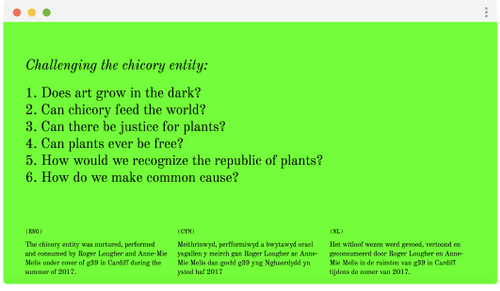 Challenging the chicory entity:
1. Does art grow in the dark?
2. Can chicory feed the world?
3. Can there be justice for plants?
4. Can plants ever be free?
5. How would we recognize the republic of plants?
6. How do we make common cause?
(ENG)
The chicory entity was nurtured, performed
and consumed by Roger Lougher and Anne-Mie
Melis under cover of g39 in Cardiff during the
summer of 2017.
(CYM)
Meithrinwyd, perfformiwyd a bwytawyd enaid
ysgallen y meirch gan Roger Lougher ac Anne-
Mie Melis dan gochl g39 yng Nghaerdydd yn
ystod haf 2017
(NL)
Het witloof wezen werd gevoed, vertoond en
geconsumeerd door Roger Lougher en Anne-
Mie Melis in de ruimten van g39 in Cardiff
tijdens de zomer van 2017.